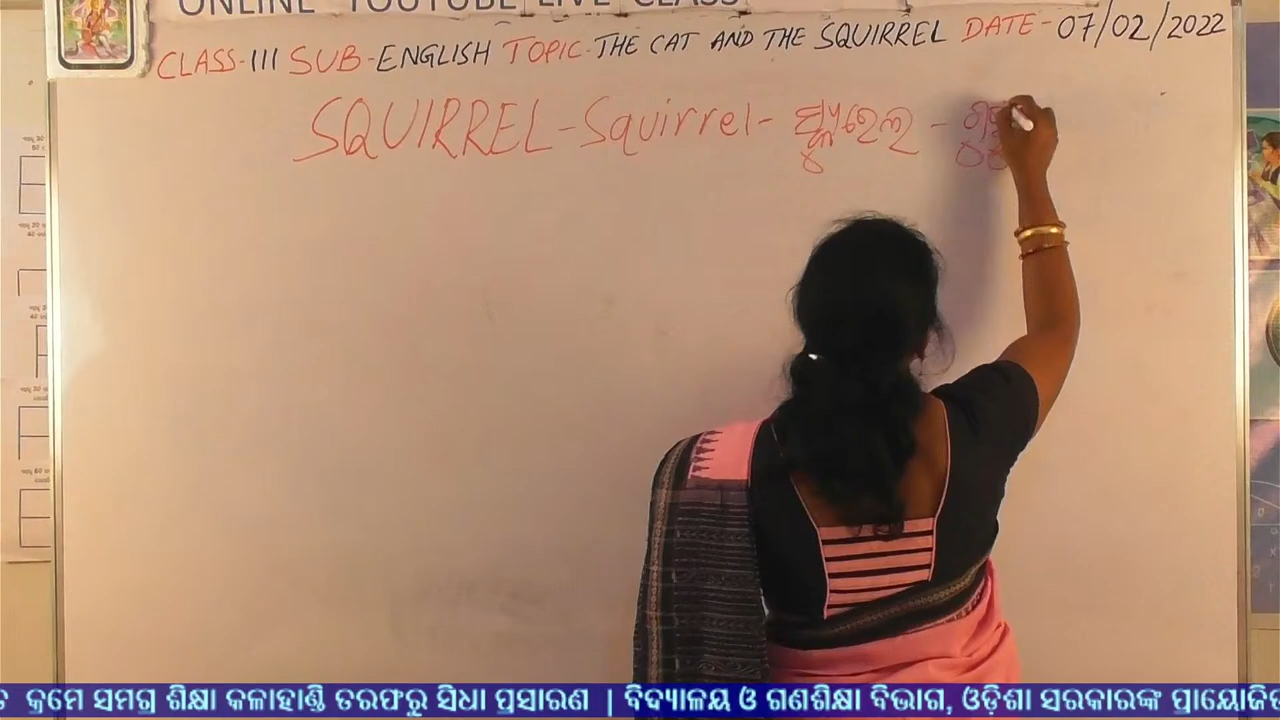 ONLINE YOUTUBE LIVE CLASS
CLASS-III SUB-ENGLISH TOPIC-THE CAT AND THE SQUIRREL DATE-07/02/2022
SQUIRREL-Squirrel-
କ୍ରମେ ସମଗ୍ର ଶିକ୍ଷା କଳାହାଣ୍ଡି ତରଫରୁ ସିଧା ପ୍ରସାରଣ | ବିଦ୍ୟାଳୟ ଓ ଗଣଶିକ୍ଷା ବିଭାଗ, ଓଡ଼ିଶା ସରକାରଙ୍କ